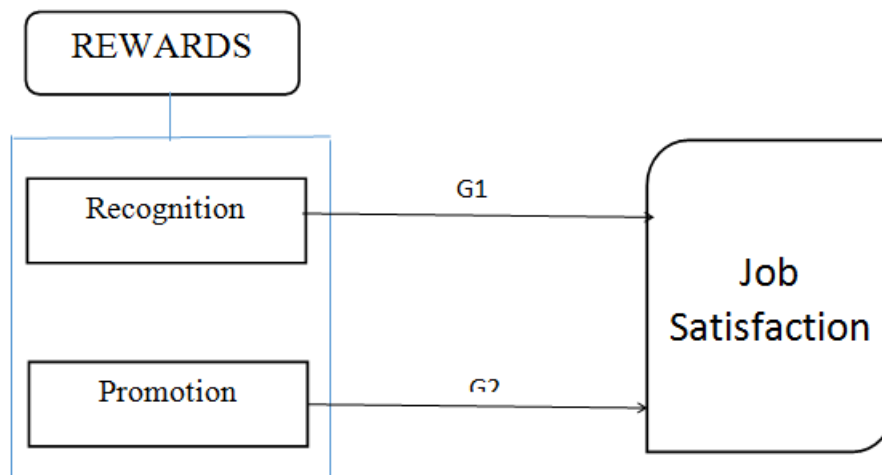 REWARDS
Recognition
G1
Job
Satisfaction
Promotion
G2